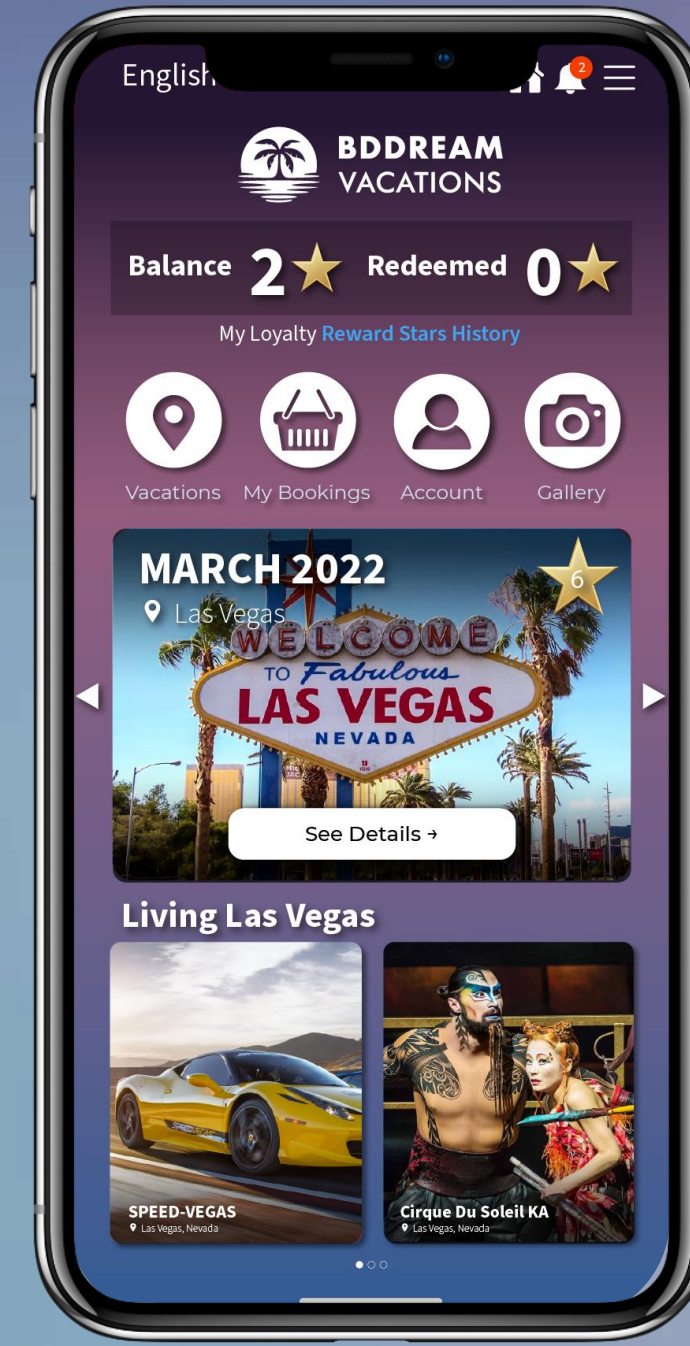 English
2
BDDREAM
VACATIONS
Balance 2 Redeemed 0
My Loyalty Reward Stars History
Vacations My Bookings Account Gallery
MARCH 2022
6
Las Vegas
WELCOME
TO Fabulous
LAS VEGAS
NEVADA
See Details →
Living Las Vegas
SPEEDVEGAS
SPEED-VEGAS
Las Vegas, Nevada
Cirque Du Soleil KA
Las Vegas, Nevada